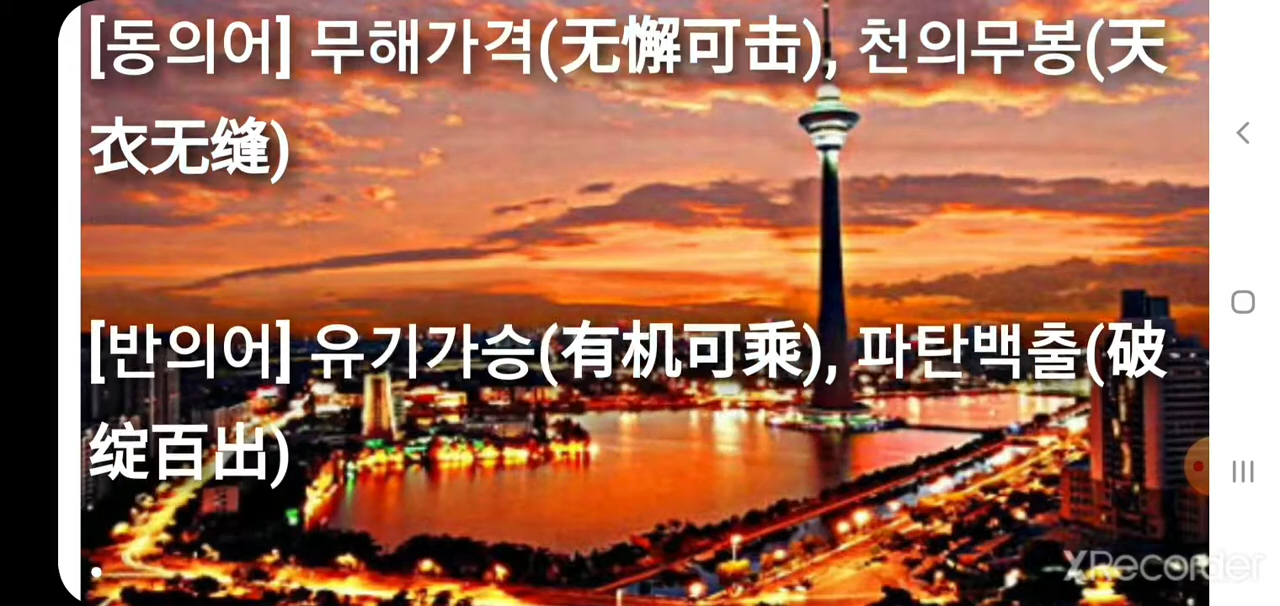 [동의어] 무해가격(无懈可击), 천의무봉(天
衣无缝)
[반의어] 유기가승(有机可乘), 파탄백출(破
绽百出)
XRecorder